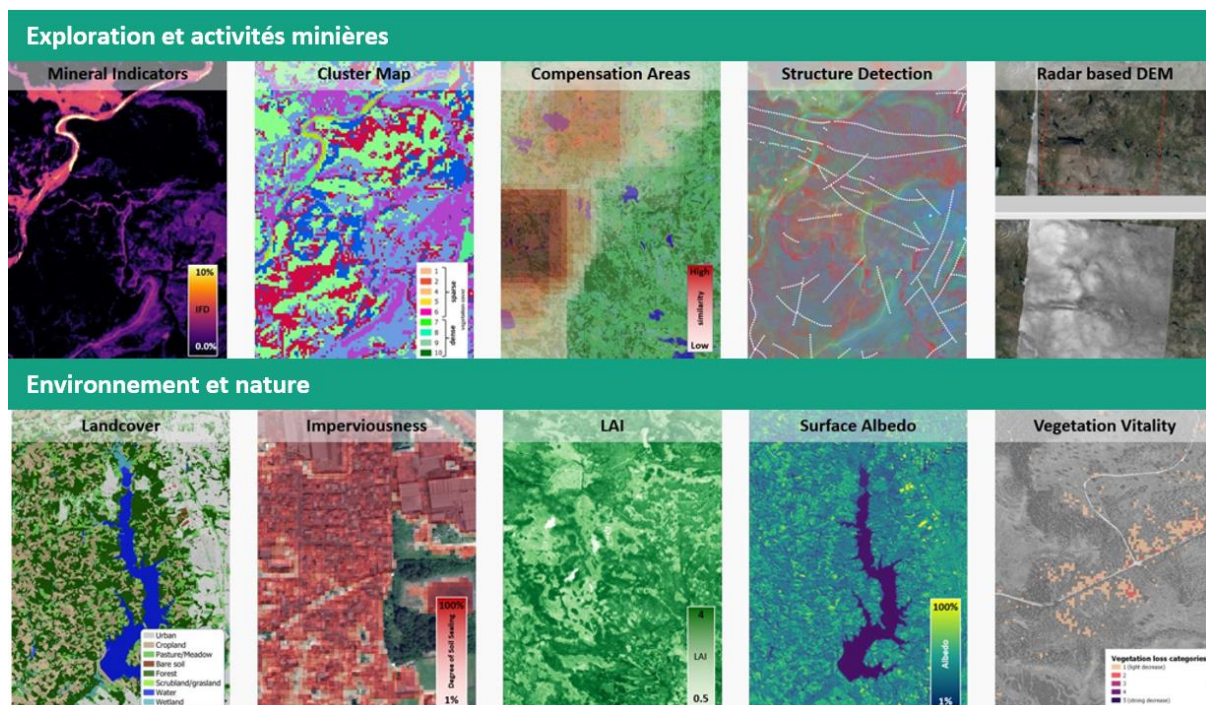 Exploration et activités minières
Mineral Indicators
10%
IFD
0.0%
Cluster Map
1
2
4
5
6
7
8
9
10
sparse
dense
vegetation cover
Compensation Areas
High
similarity
Low
Structure Detection
Radar based DEM
Environnement et nature
Landcover
Urban
Cropland
Pasture/Meadow
Bare soil
Forest
Scrubland/grasland
Water
Wetland
Imperviousness
100%
Degree of Soil Sealing
1%
LAI
4
LAI
0.5
Surface Albedo
100%
Albedo
1%
Vegetation Vitality
Vegetation loss categories
1 (light decrease)
2
3
4
5 (strong decrease)